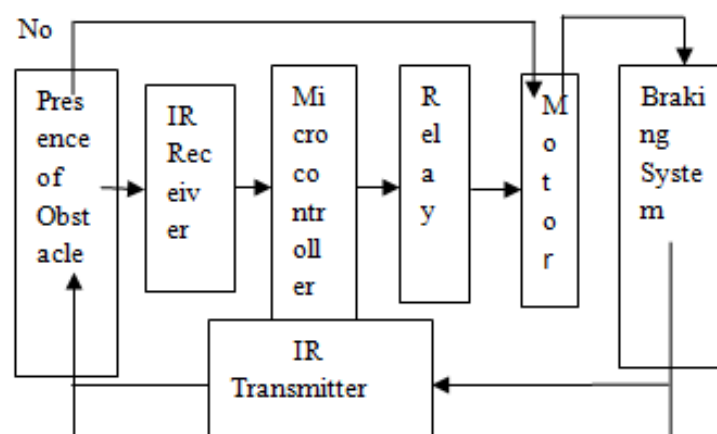 No
Pres
ence
of
Obst
acle
IR
Rec
eiv
er
Mi
cro
co
ntr
oll
er
R
el
a
y
M
o
t
o
r
Braki
ng
Syste
m
IR
Transmitter